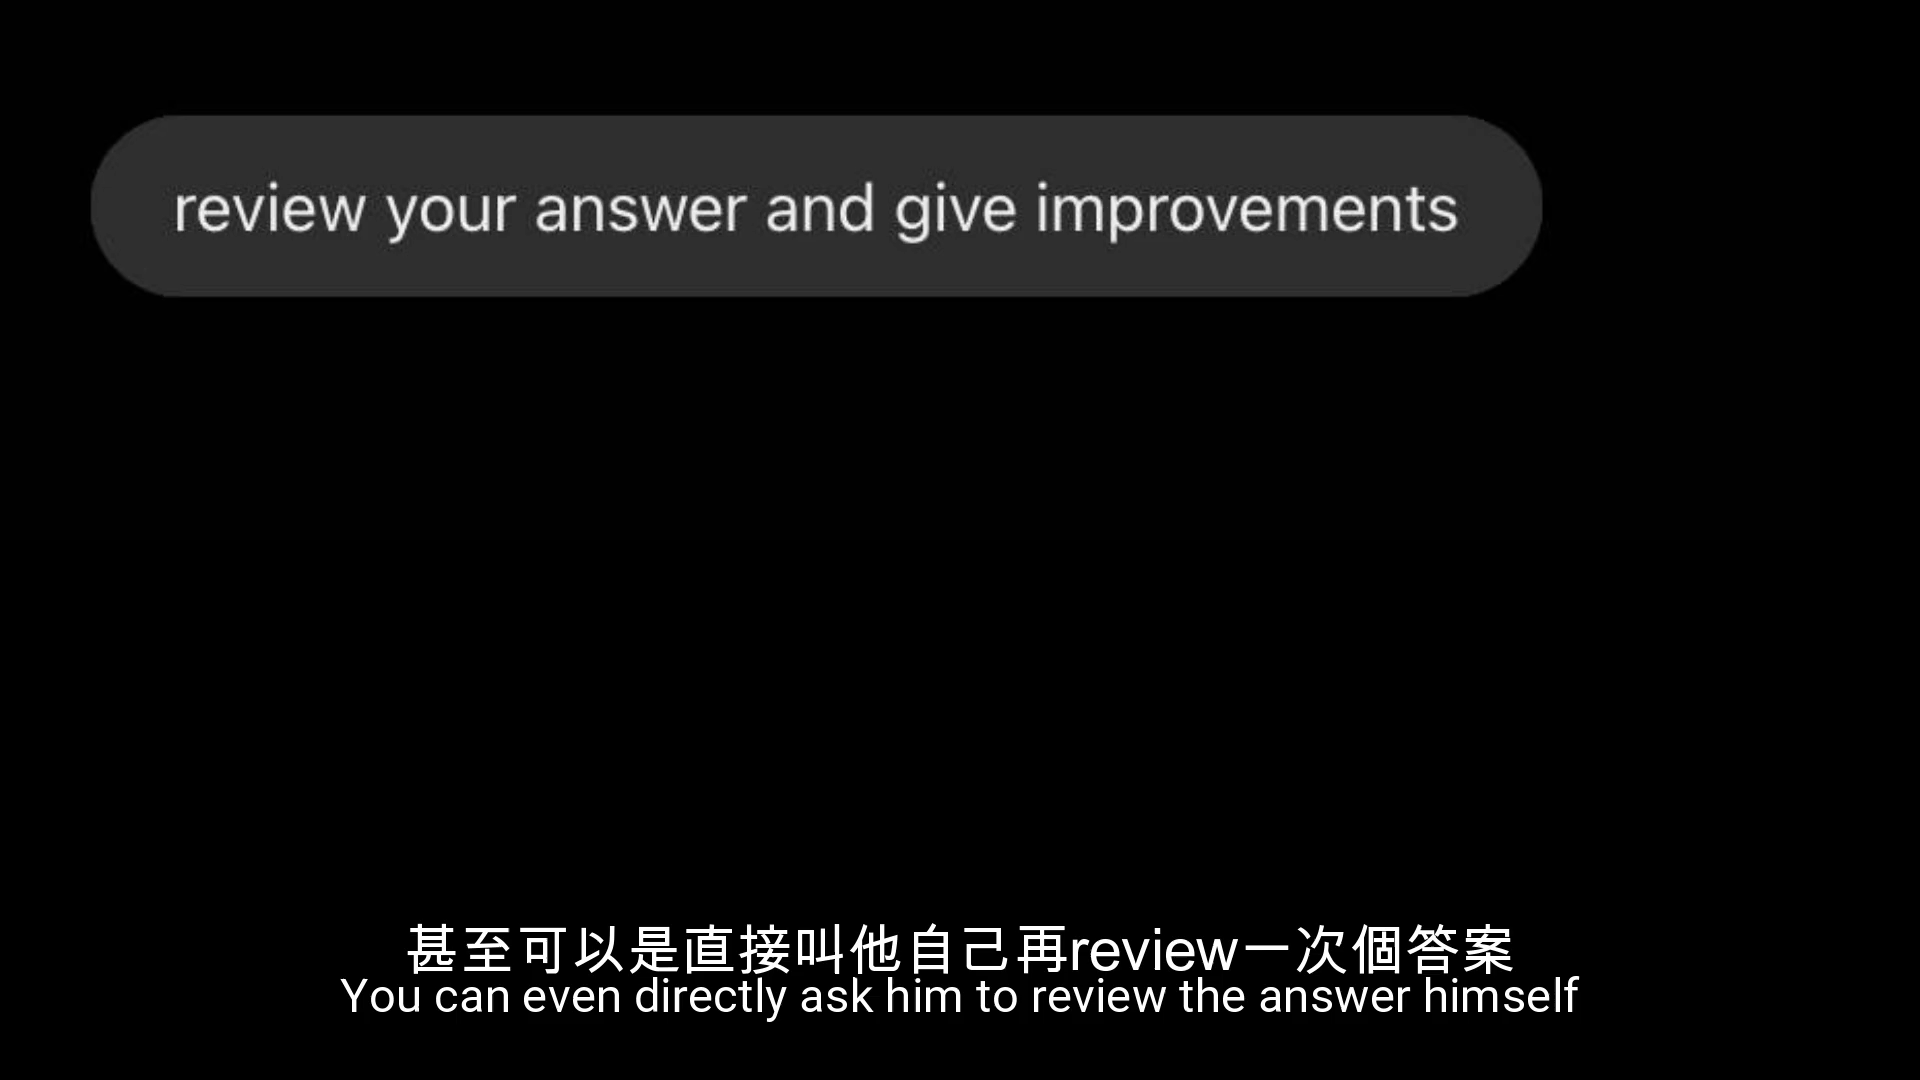 review your answer and give improvements
甚至可以是直接叫他自己再review一次個答案
You can even directly ask him to review the answer himself